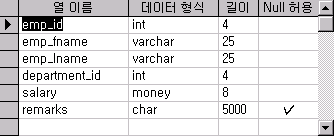 열 이름 데이터 형식 길이 Null 허용
emp_id int 4
emp_fname varchar 25
emp_lname varchar 25
department_id int 4
salary money 8
remarks char 5000 ✓